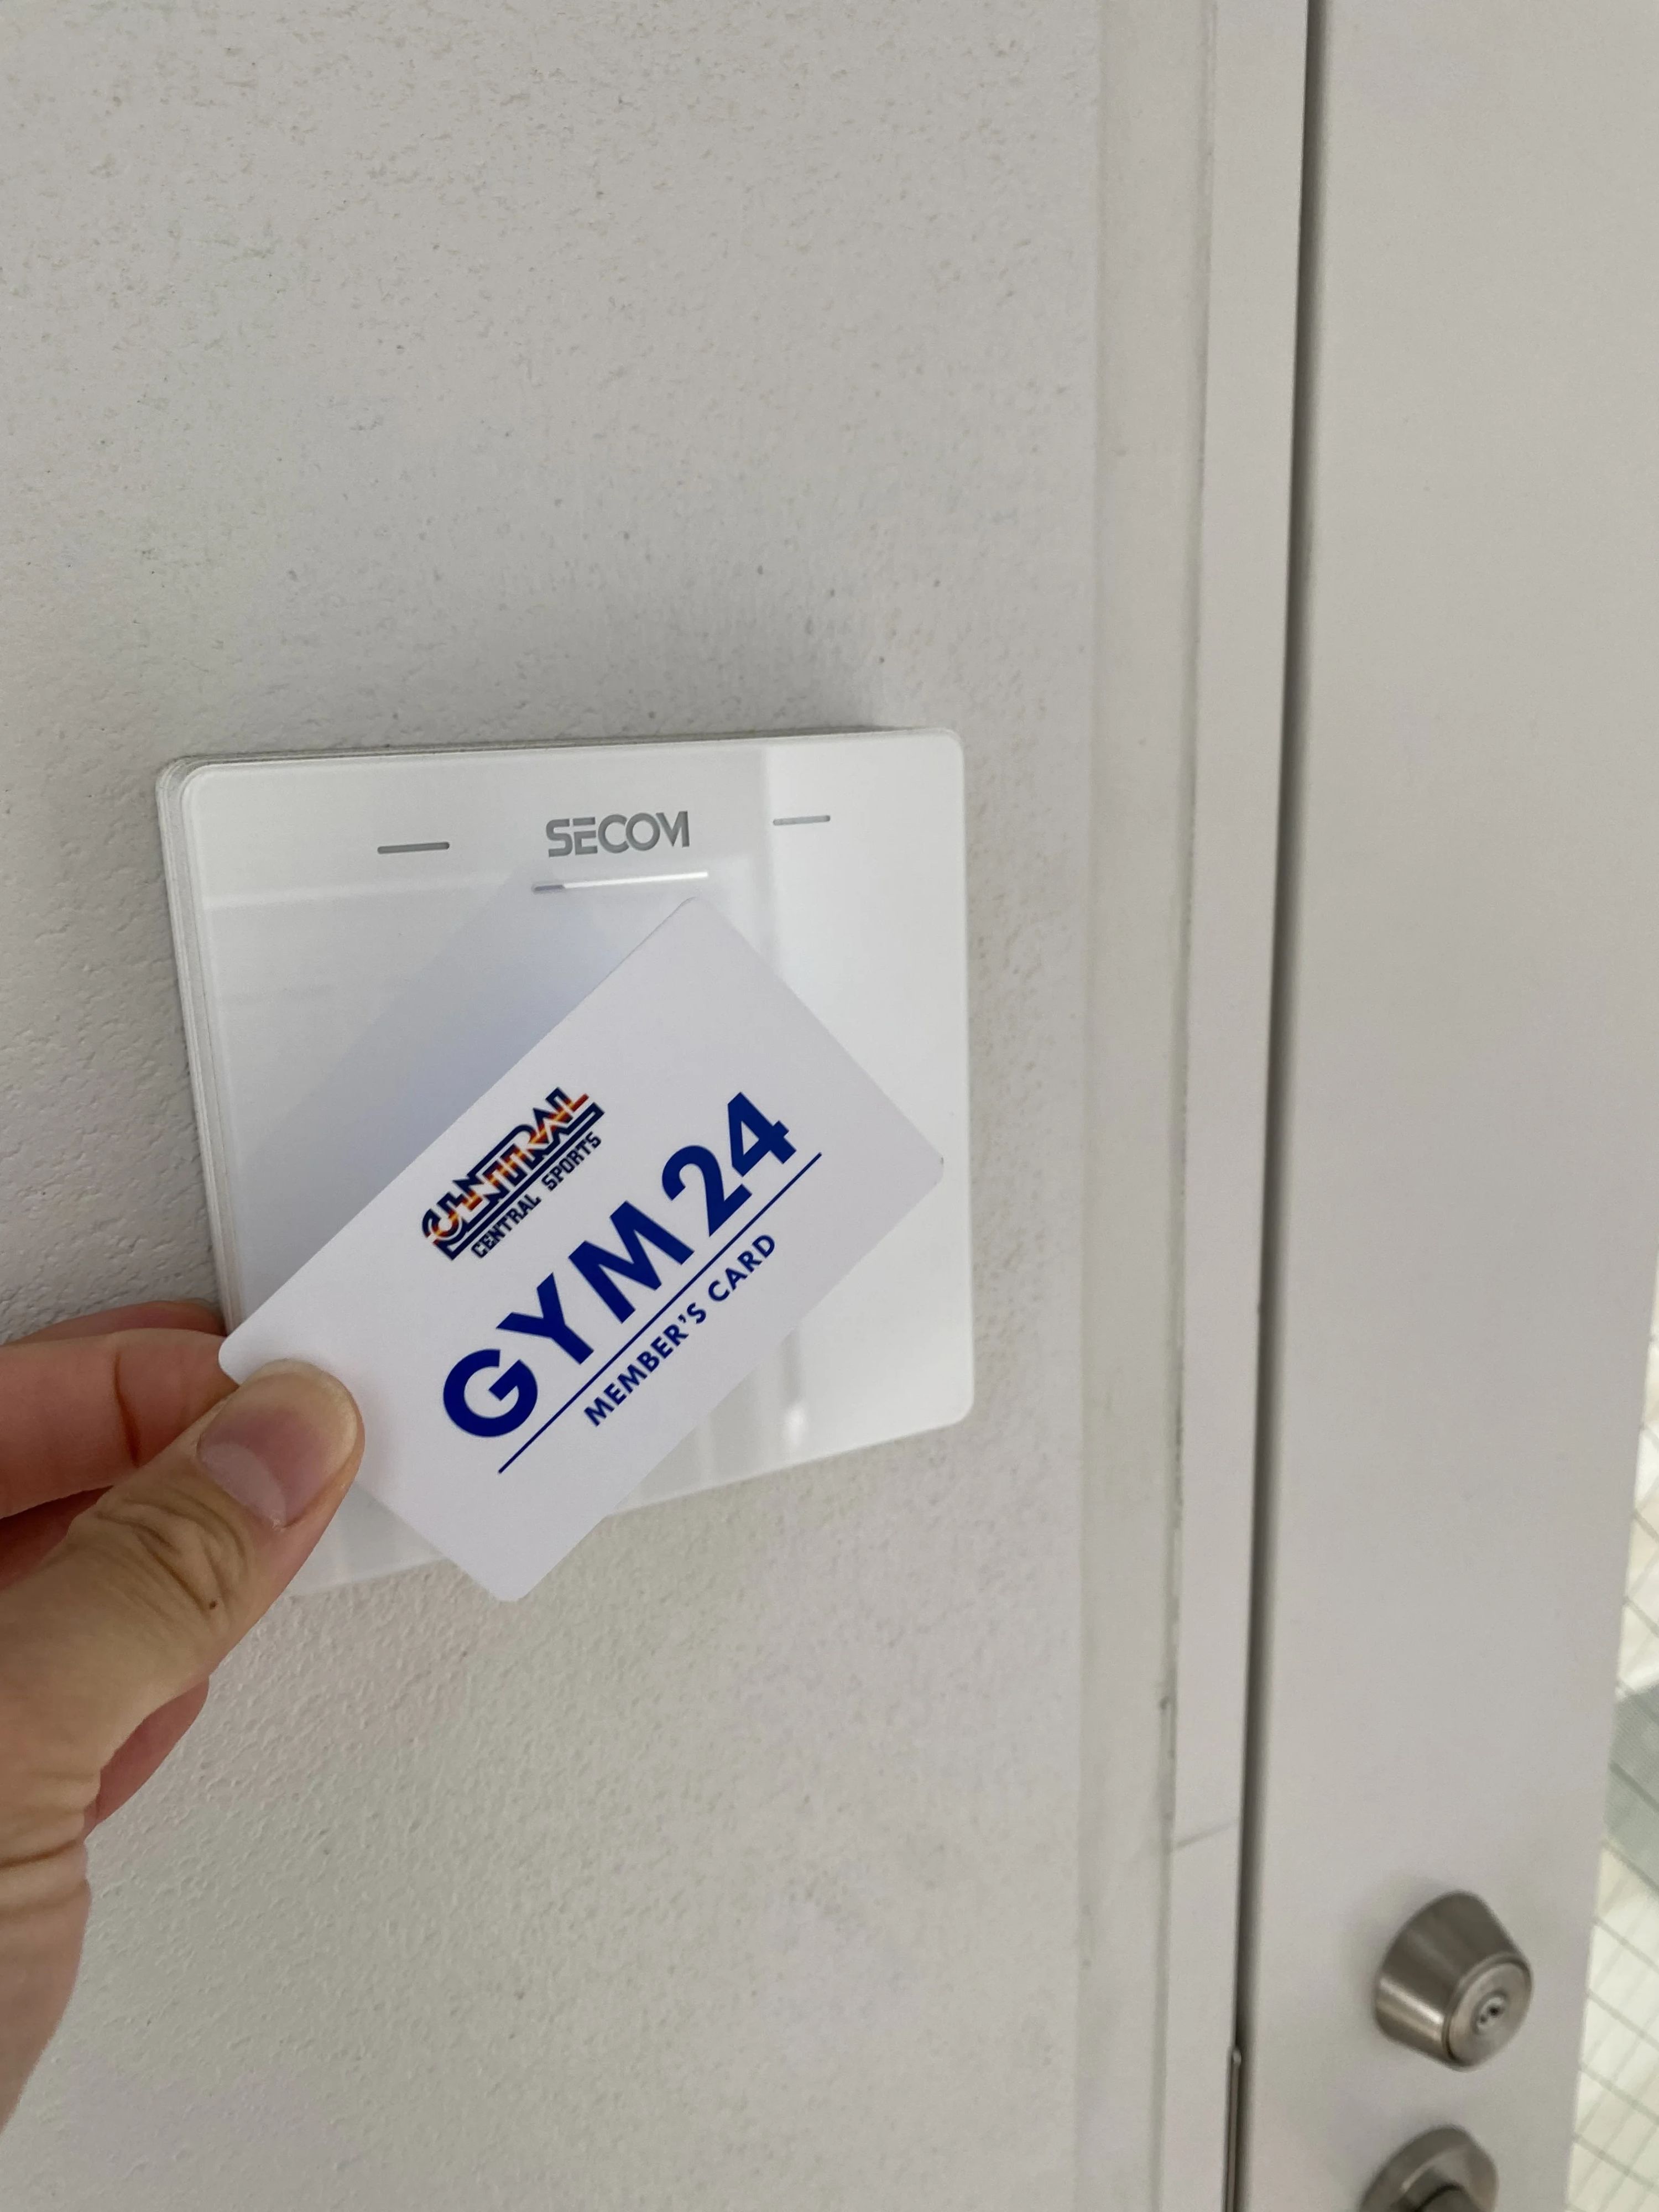 SECOM
CENTRAL
CENTRAL SPORTS
GYM24
MEMBER'S CARD